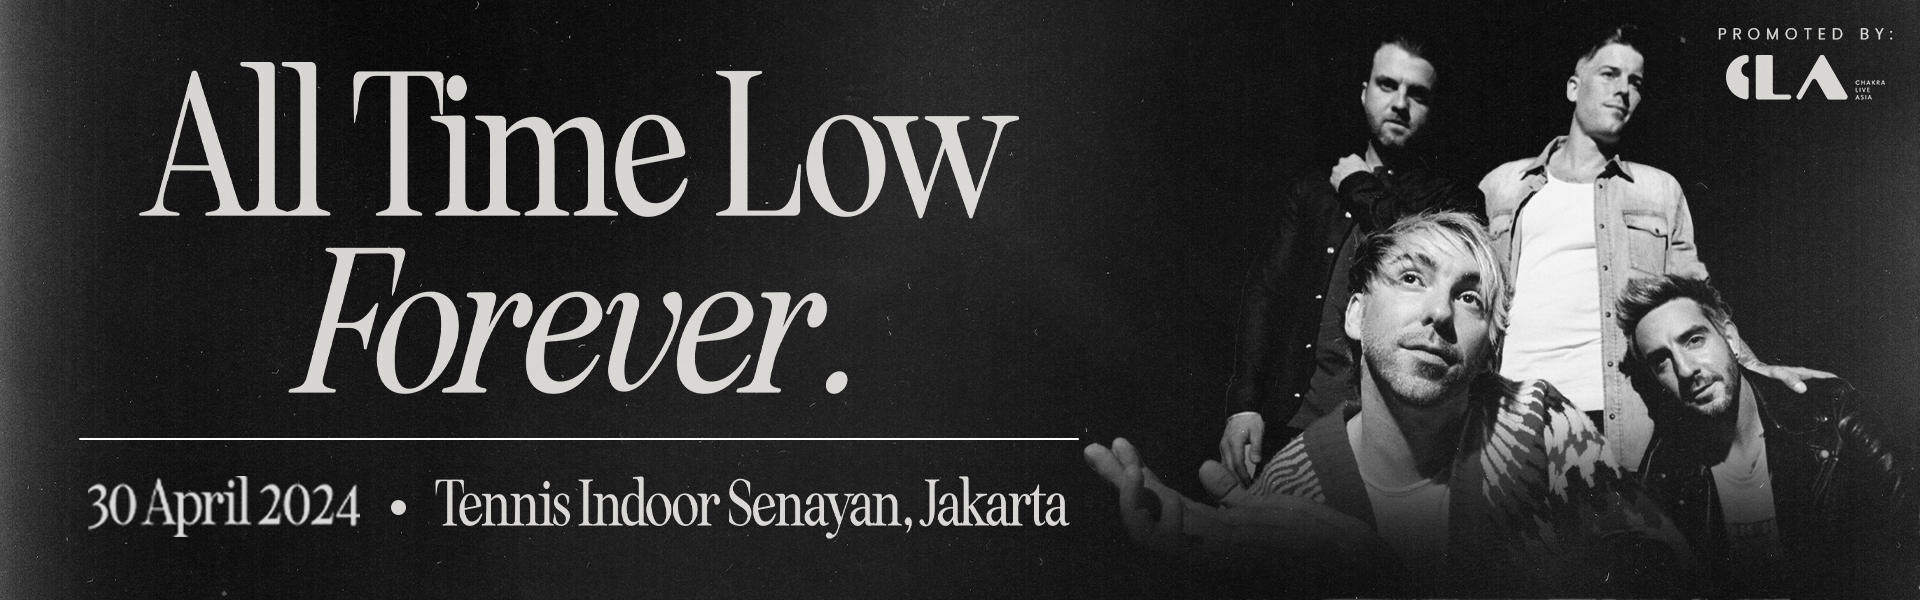 All Time Low
Forever.
30 April 2024 • Tennis Indoor Senayan, Jakarta
PROMOTED BY:
CLA
CHAKRA
LIVE
ASIA